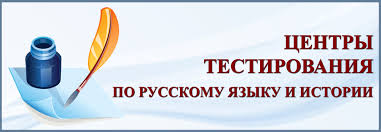 ЦЕНТРЫ
ТЕСТИРОВАНИЯ
ПО РУССКОМУ ЯЗЫКУ И ИСТОРИИ